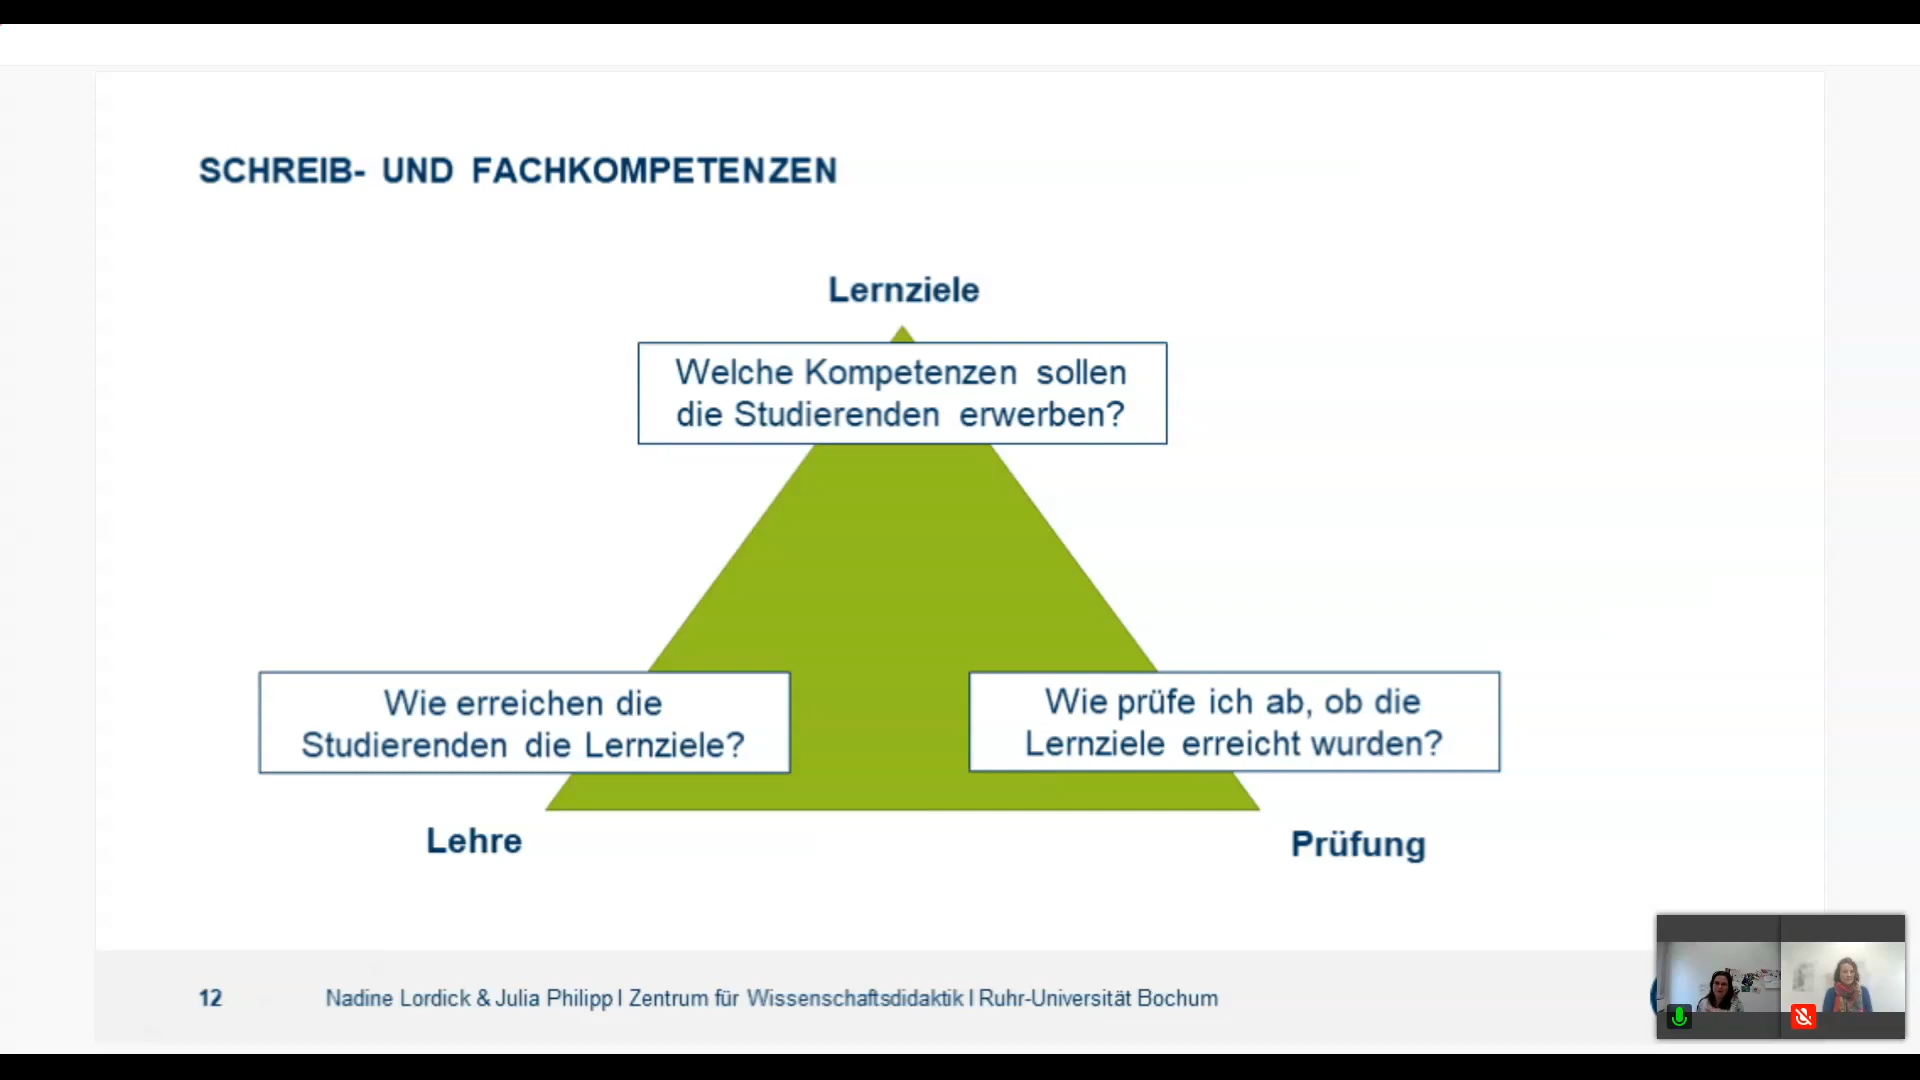 SCHREIB- UND FACHKOMPETENZEN
Lernziele
Welche Kompetenzen sollen
die Studierenden erwerben?
Wie erreichen die
Studierenden die Lernziele?
Wie prüfe ich ab, ob die
Lernziele erreicht wurden?
Lehre
Prüfung
12
Nadine Lordick & Julia Philipp I Zentrum für Wissenschaftsdidaktik I Ruhr-Universität Bochum